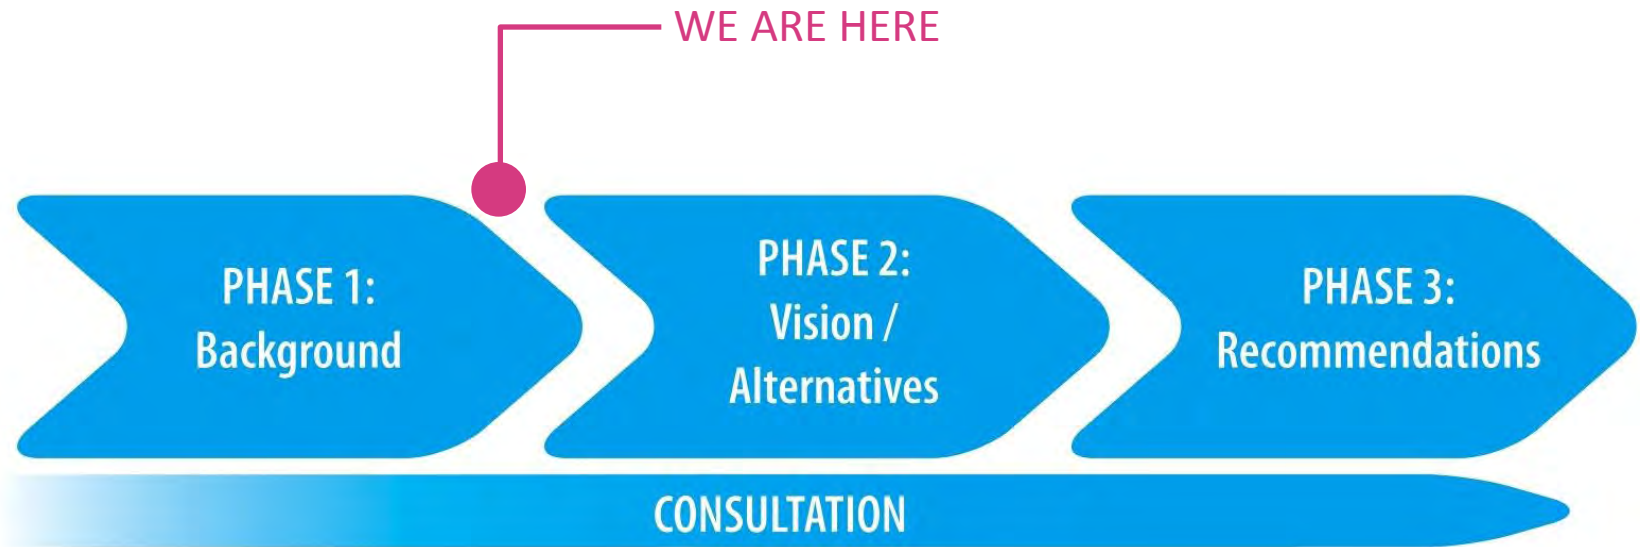 WE ARE HERE
PHASE 1:
Background
PHASE 2:
Vision /
Alternatives
PHASE 3:
Recommendations
CONSULTATION